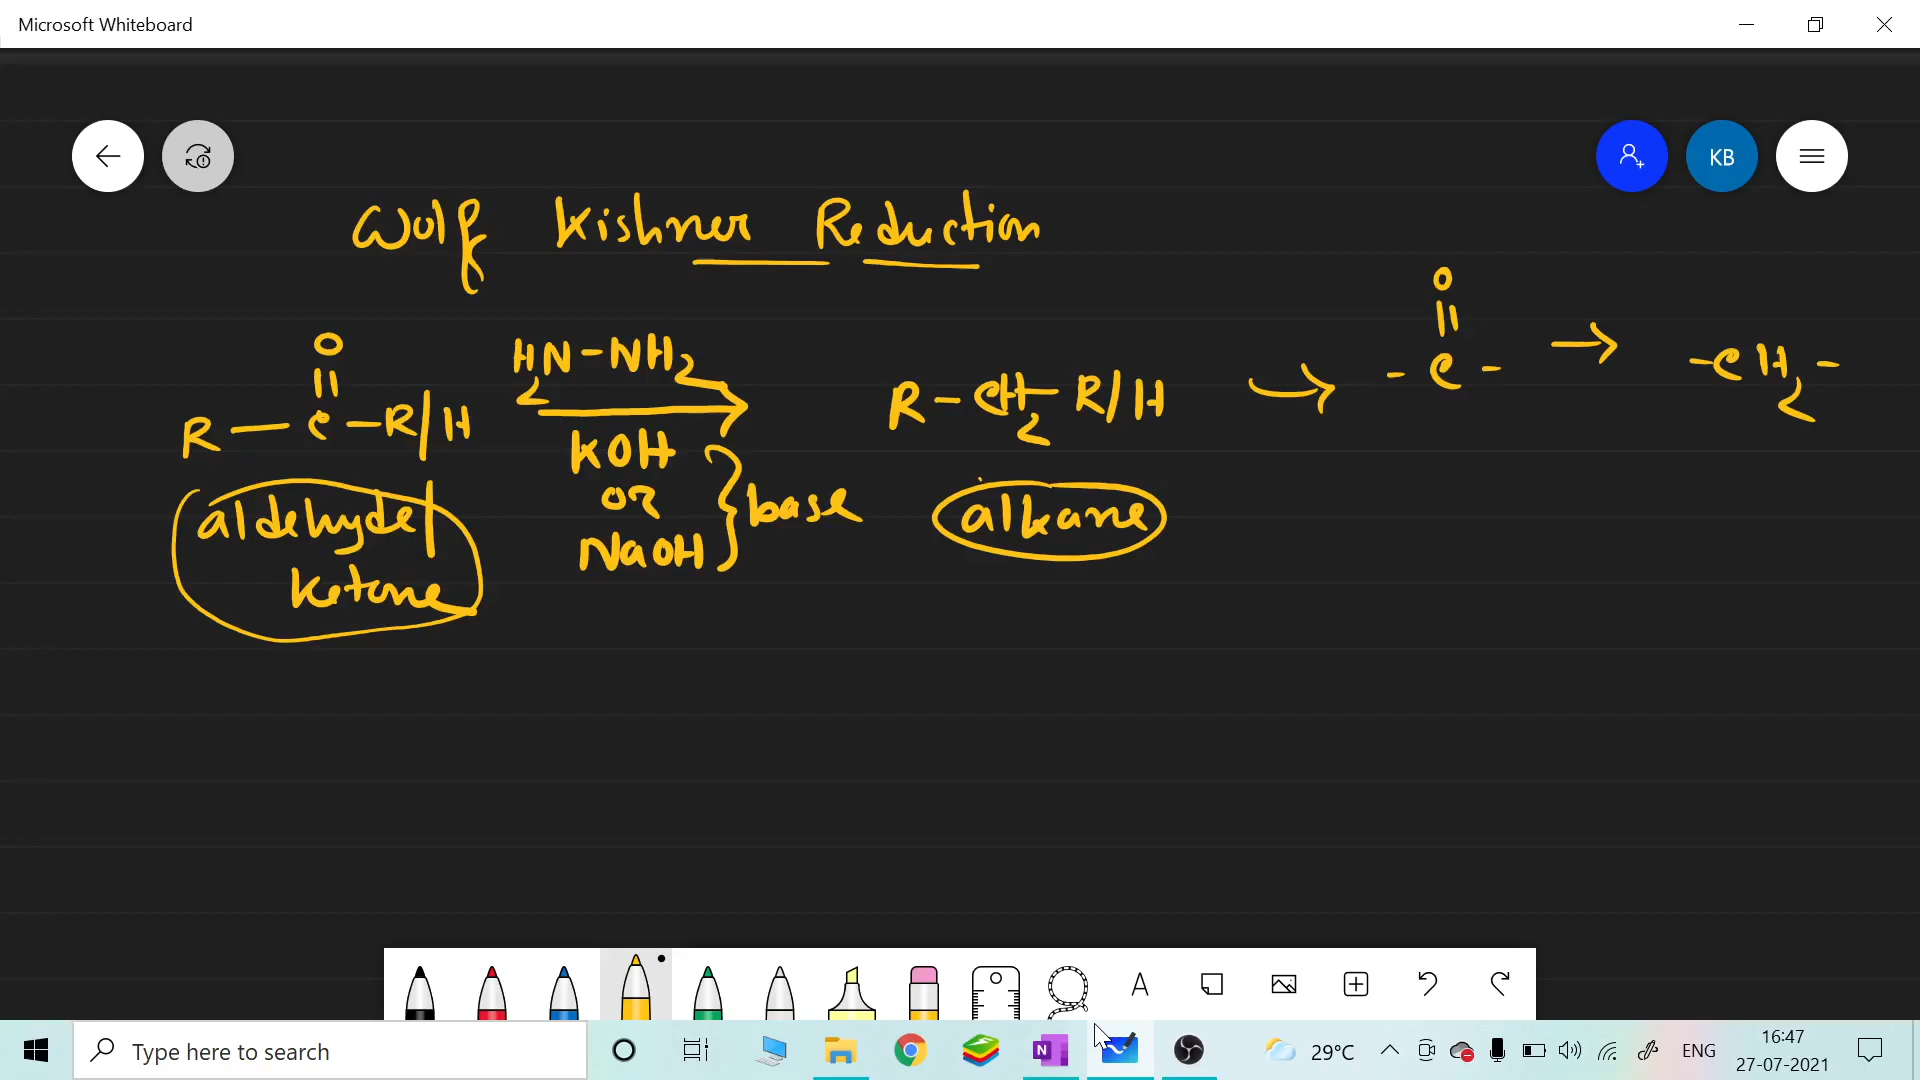 Microsoft Whiteboard
KB
Wolf Kishner Reduction
O
||
R — C — R/H
H2N-NH2
KOH
or
NaOH
base
R - CH2 - R/H
O
||
- C -
- CH2 -
aldehyde/
ketone
alkane
A
Type here to search
29°C
ENG
16:47
27-07-2021